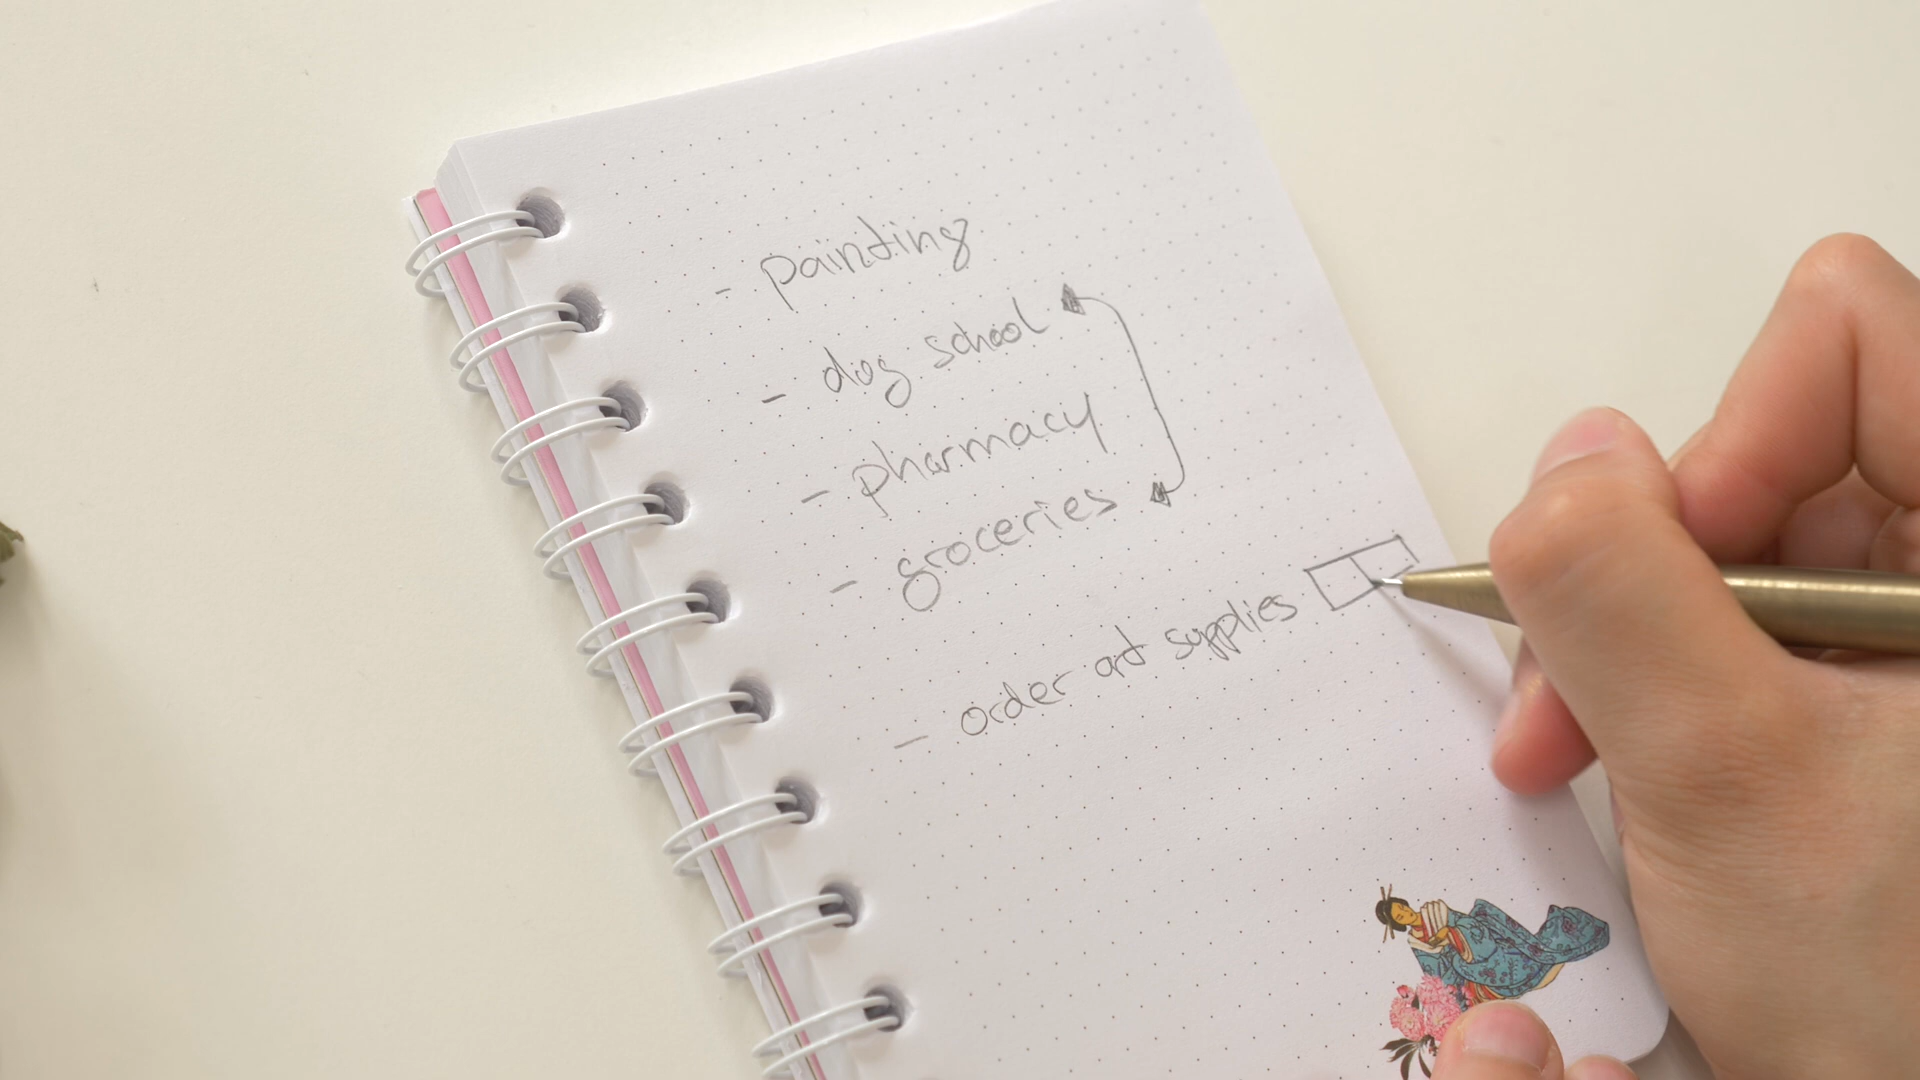 - painting
- dog school
- pharmacy
- groceries
- order art supplies